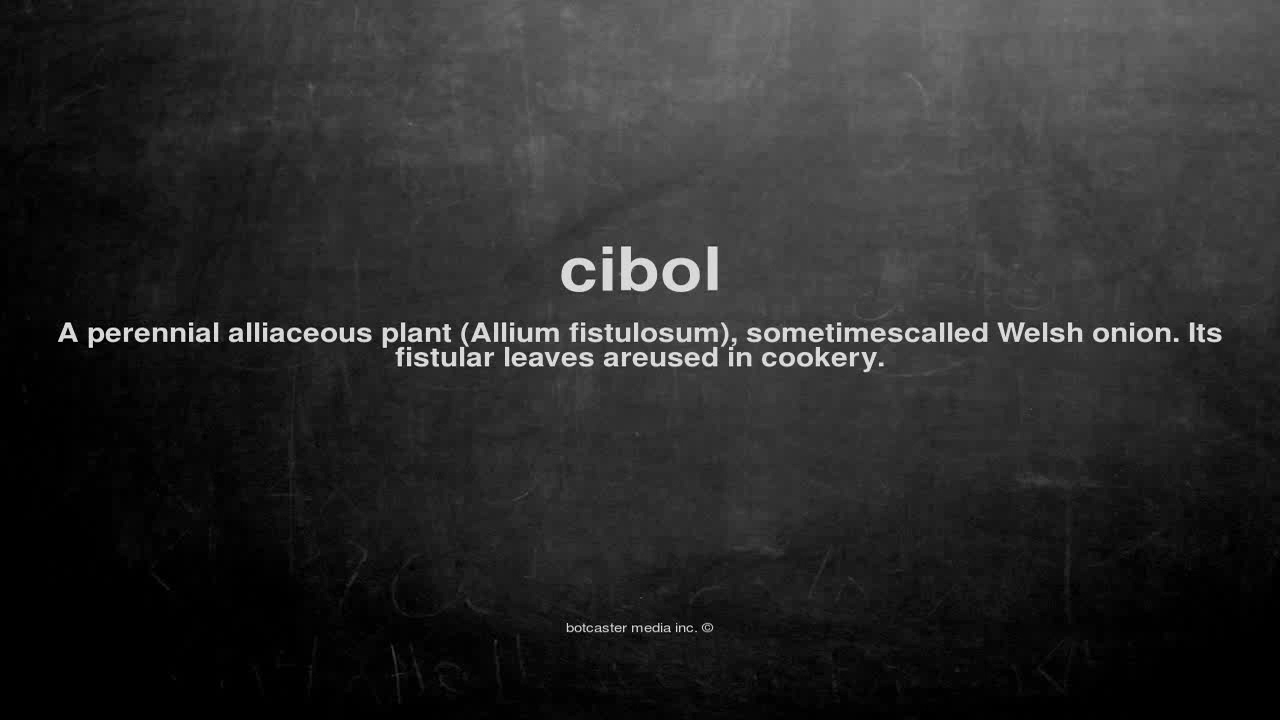 cibol
A perennial alliaceous plant (Allium fistulosum), sometimescalled Welsh onion. Its
fistular leaves areused in cookery.
botcaster media inc. ©